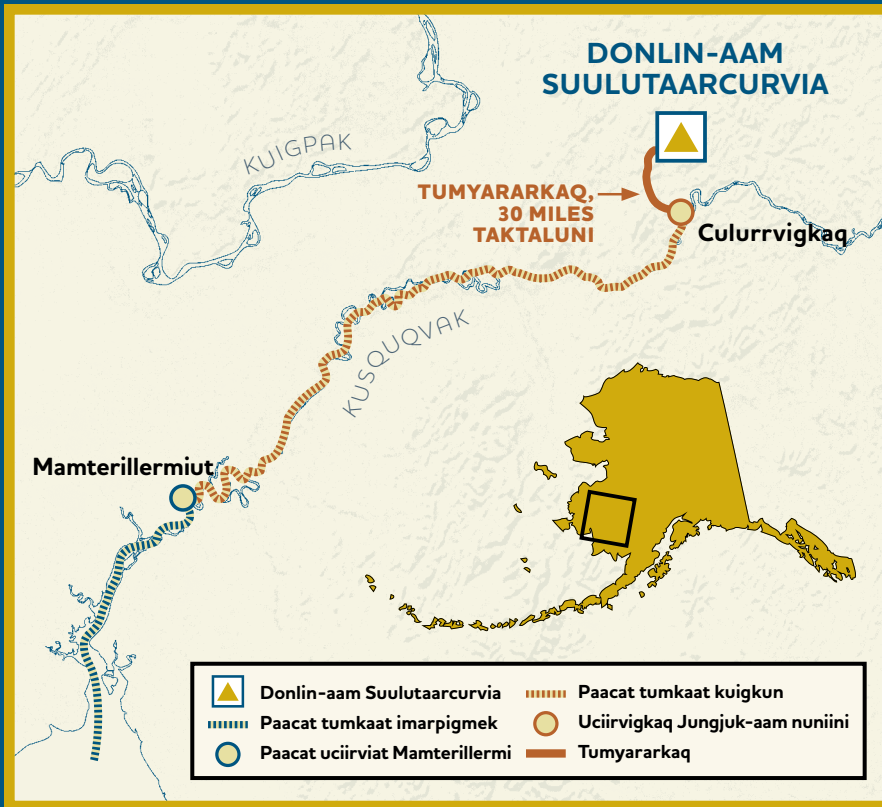 DONLIN-AAM
SUULUTAARCURVIA
KUIGPAK
TUMYARARKAQ,
30 MILES
TAKTALUNI
Culurrvigkaq
KUSQUQVAK
Mamterillermiut
Donlin-aam Suulutaarcurvia
Paacat tumkaat imarpigmek
Paacat uciirviat Mamterillermi
Paacat tumkaat kuigkun
Uciirvigkaq Jungjuk-aam nuniini
Tumyararkaq